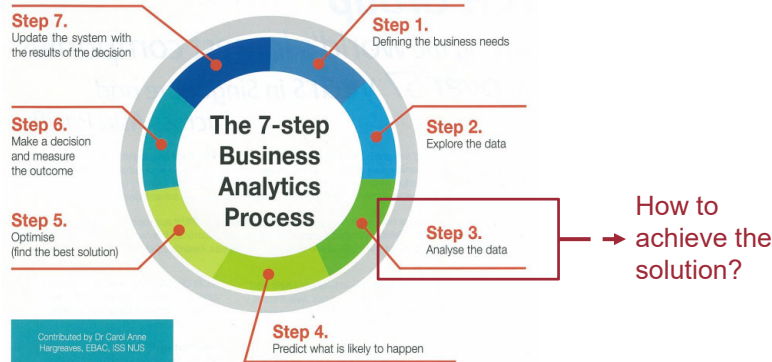 Step 7.
Update the system with
the results of the decision
Step 1.
Defining the business needs
Step 6.
Make a decision
and measure
the outcome
The 7-step
Business
Analytics
Process
Step 2.
Explore the data
Step 5.
Optimise
(find the best solution)
Step 3.
Analyse the data
How to
achieve the
solution?
Step 4.
Predict what is likely to happen
Contributed by Dr Carol Anne
Hargreaves, EBAC, ISS NUS